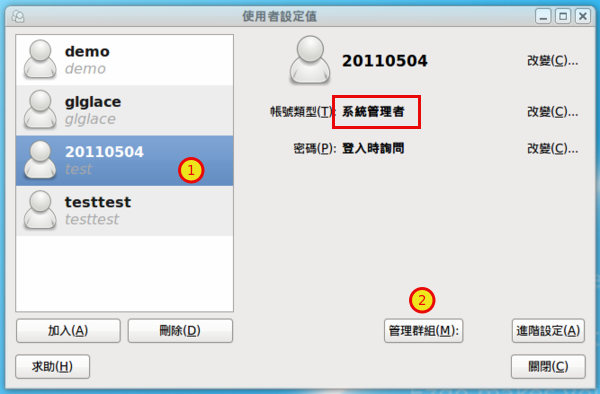 使用者設定值
demo
demo
glglace
glglace
20110504
test
testtest
testtest
1
20110504
改變(C)...
帳號類型(T): 系統管理者
改變(C)...
密碼(P): 登入時詢問
改變(C)...
2
加入(A)
刪除(D)
管理群組(M):
進階設定(A)
求助(H)
關閉(C)